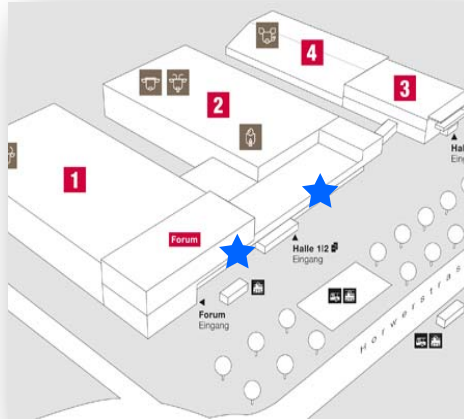 4
3
2
1
Forum
Halle 1|2
Eingang
Forum
Eingang
Hal
Eing
Horwerstras